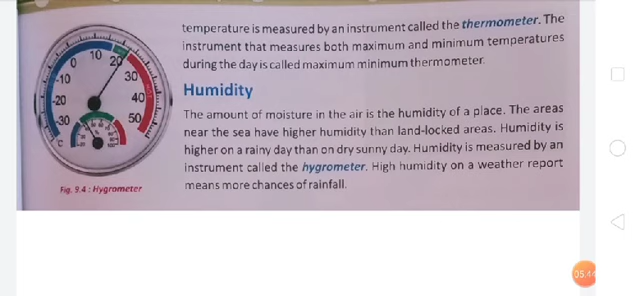 temperature is measured by an instrument called the thermometer. The
instrument that measures both maximum and minimum temperatures
during the day is called maximum minimum thermometer.
Humidity
The amount of moisture in the air is the humidity of a place. The areas
near the sea have higher humidity than land-locked areas. Humidity is
higher on a rainy day than on dry sunny day. Humidity is measured by an
instrument called the hygrometer. High humidity on a weather report
means more chances of rainfall.
0 10 20
-10 30
-20 40
-30 50
°C
Fig. 9.4 : Hygrometer